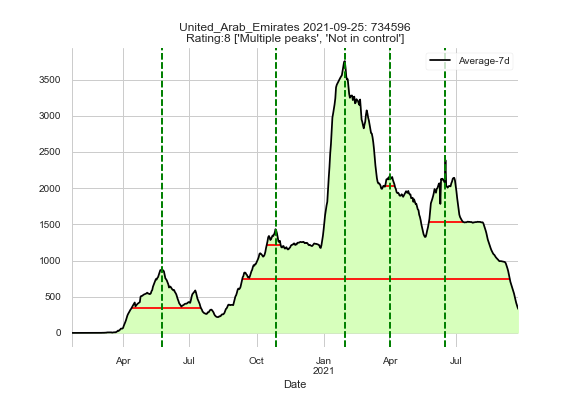 United_Arab_Emirates 2021-09-25: 734596
Rating:8 ['Multiple peaks', 'Not in control']
Average-7d
3500
3000
2500
2000
1500
1000
500
0
Apr
Jul
Oct
Jan
2021
Apr
Jul
Date